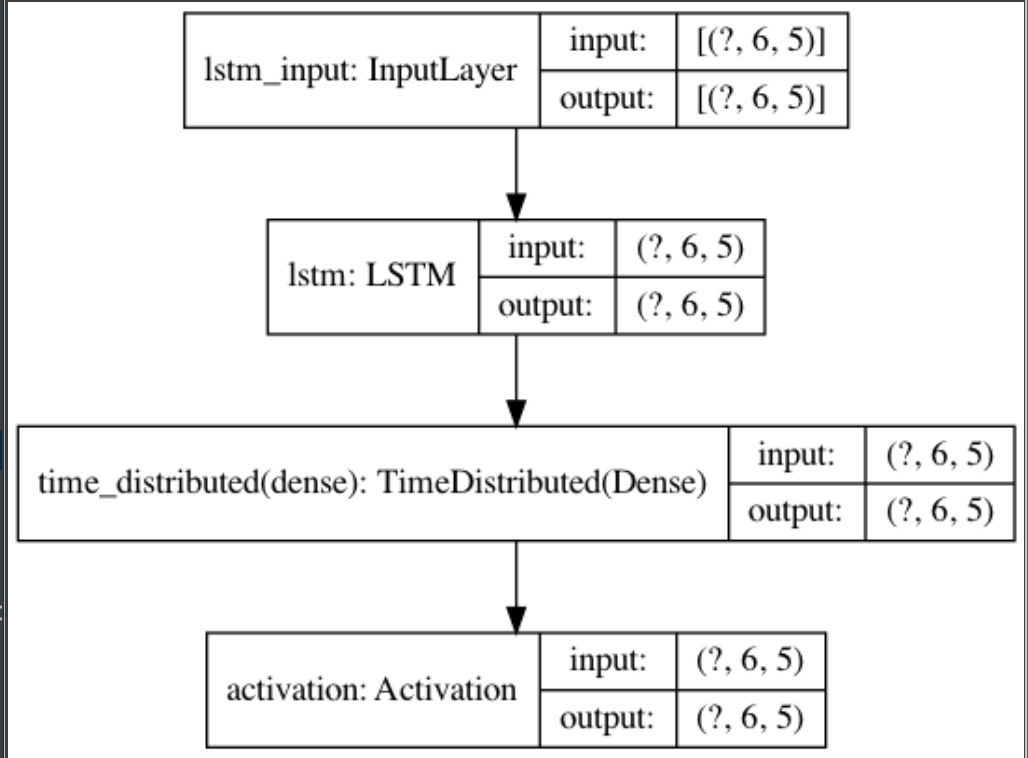 lstm_input: InputLayer
input:
[(?, 6, 5)]
output:
[(?, 6, 5)]
lstm: LSTM
input:
(?, 6, 5)
output:
(?, 6, 5)
time_distributed(dense): TimeDistributed(Dense)
input:
(?, 6, 5)
output:
(?, 6, 5)
activation: Activation
input:
(?, 6, 5)
output:
(?, 6, 5)